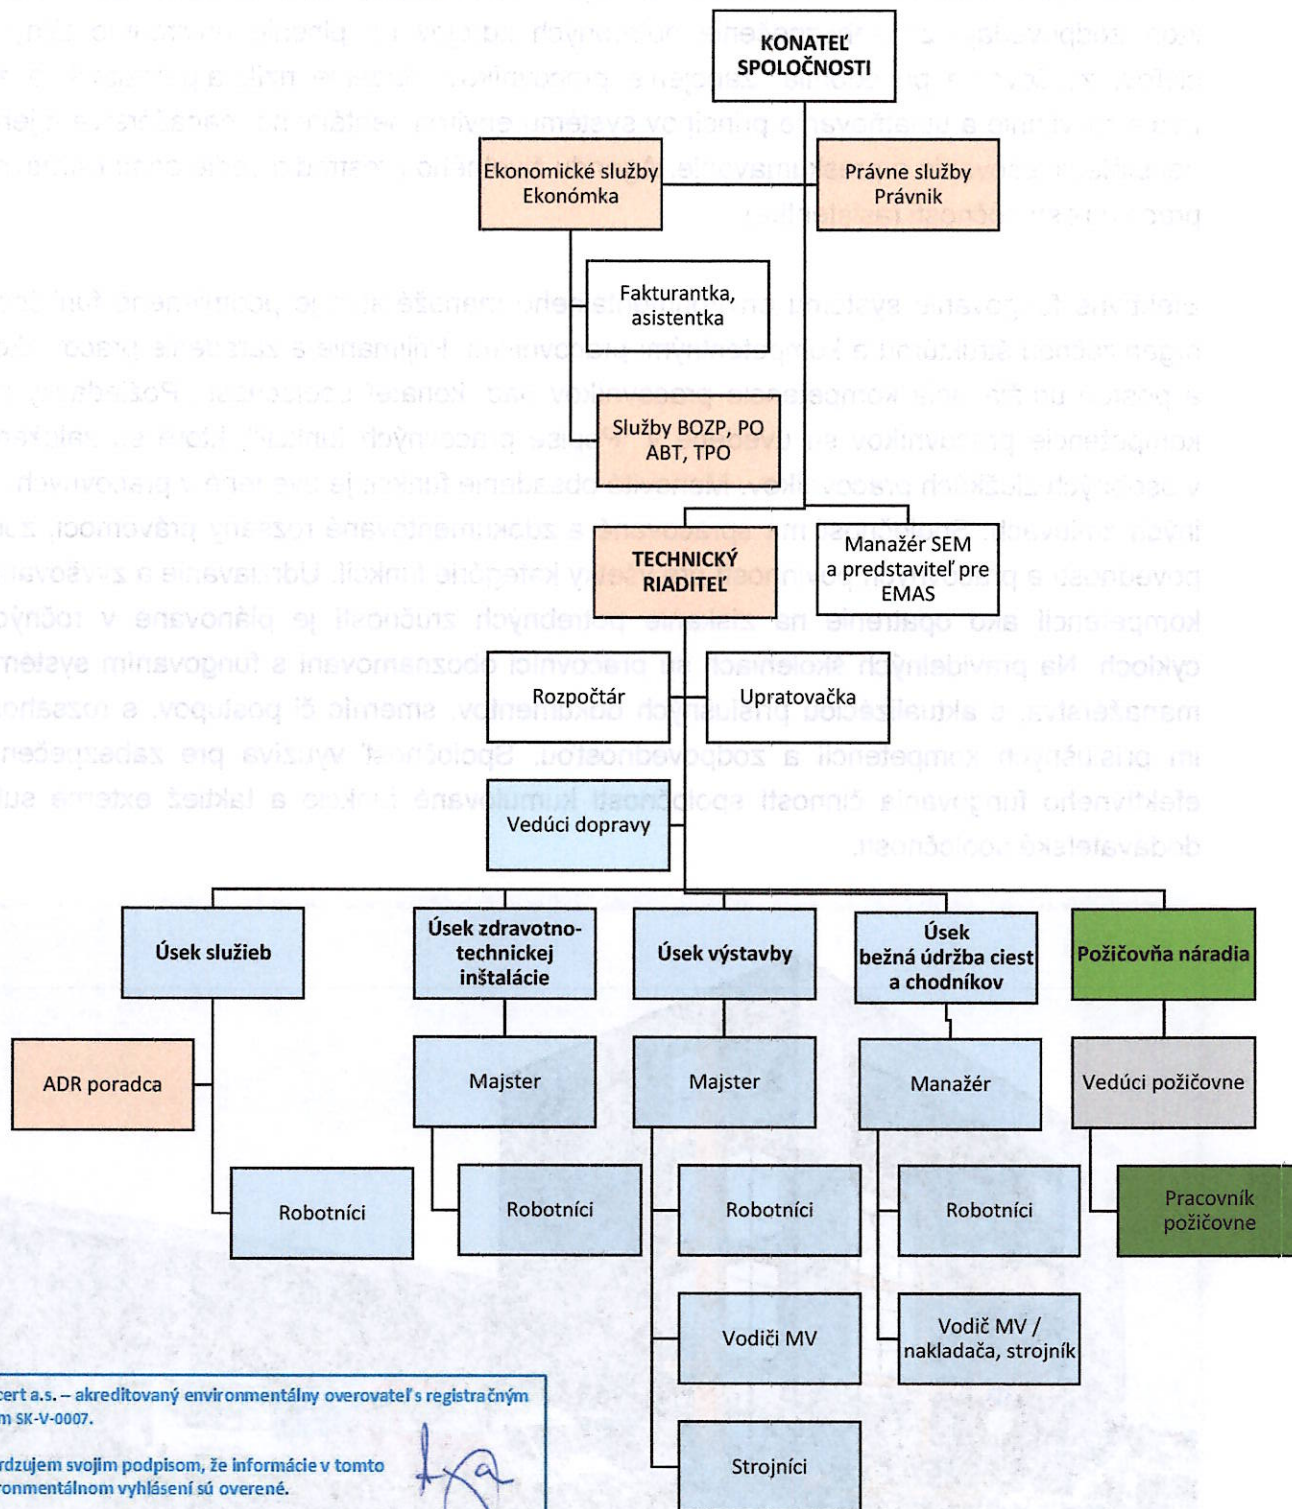 KONATEĽ
SPOLOČNOSTI
Ekonomické služby
Ekonómka
Právne služby
Právnik
Fakturantka,
asistentka
Služby BOZP, PO
ABT, TPO
TECHNICKÝ
RIADITEĽ
Manažér SEM
a predstaviteľ pre
EMAS
Rozpočtár
Upratovačka
Vedúci dopravy
Úsek služieb
Úsek zdravotno-
technickej
inštalácie
Úsek výstavby
Úsek
bežná údržba ciest
a chodníkov
Požičovňa náradia
ADR poradca
Majster
Majster
Manažér
Vedúci požičovne
Robotníci
Robotníci
Robotníci
Robotníci
Pracovník
požičovne
Vodiči MV
Vodič MV /
nakladača, strojník
Strojníci
cert a.s. – akreditovaný environmentálny overovateľ s registračným
m SK-V-0007.
rdzujem svojim podpisom, že informácie v tomto
ronmentálnom vyhlásení sú overené.